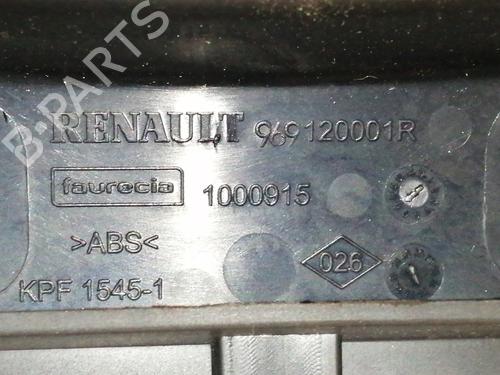 B-PARTS
RENAULT 969120001R
faurecia 1000915
>ABS<
026
KPF 1545-1